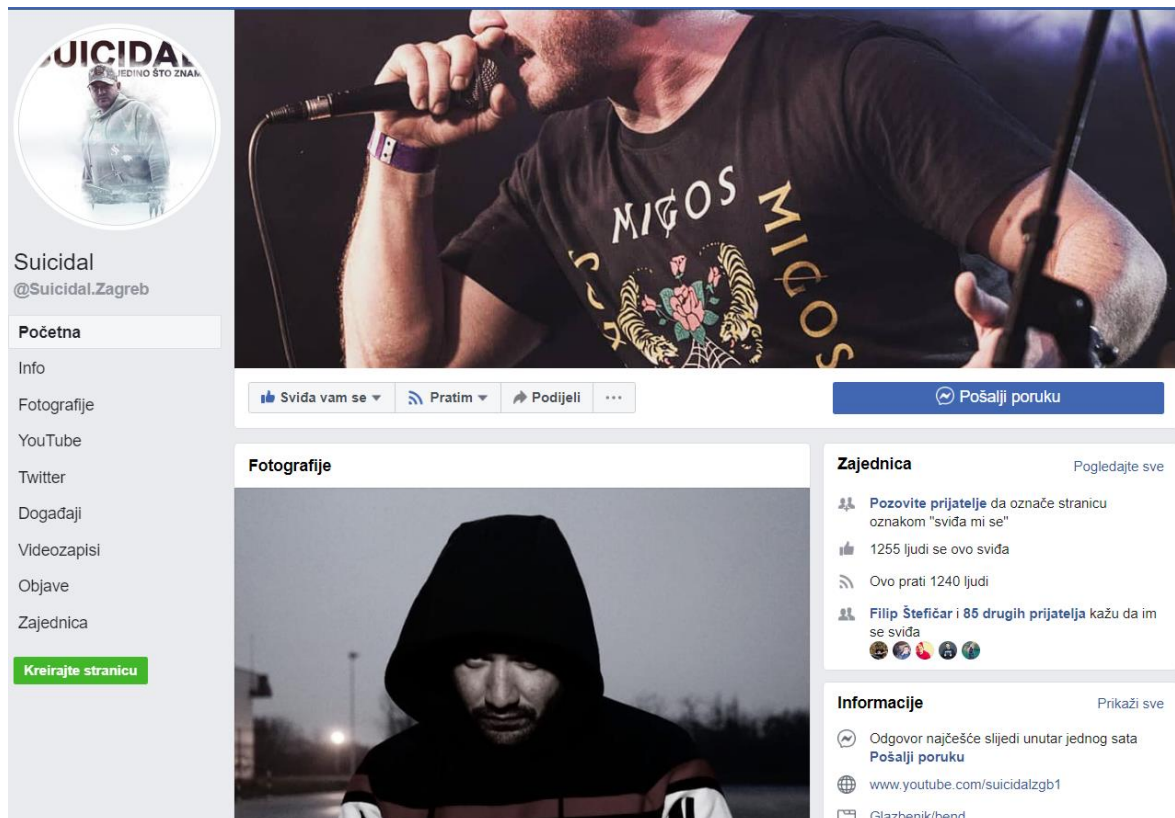 SUICIDAL
JEDINO ŠTO ZNAM
Suicidal
@Suicidal.Zagreb
Početna
Info
Fotografije
YouTube
Twitter
Događaji
Videozapisi
Objave
Zajednica
Kreirajte stranicu
MIGOS
MIGOS
Sviđa vam se
Pratim
Podijeli
...
Pošalji poruku
Fotografije
Zajednica
Pogledajte sve
Pozovite prijatelje da označe stranicu
oznakom "sviđa mi se"
1255 ljudi se ovo sviđa
Ovo prati 1240 ljudi
Filip Štefičar i 85 drugih prijatelja kažu da im
se sviđa
Informacije
Prikaži sve
Odgovor najčešće slijedi unutar jednog sata
Pošalji poruku
www.youtube.com/suicidalzgb1
Glazbenik/bend